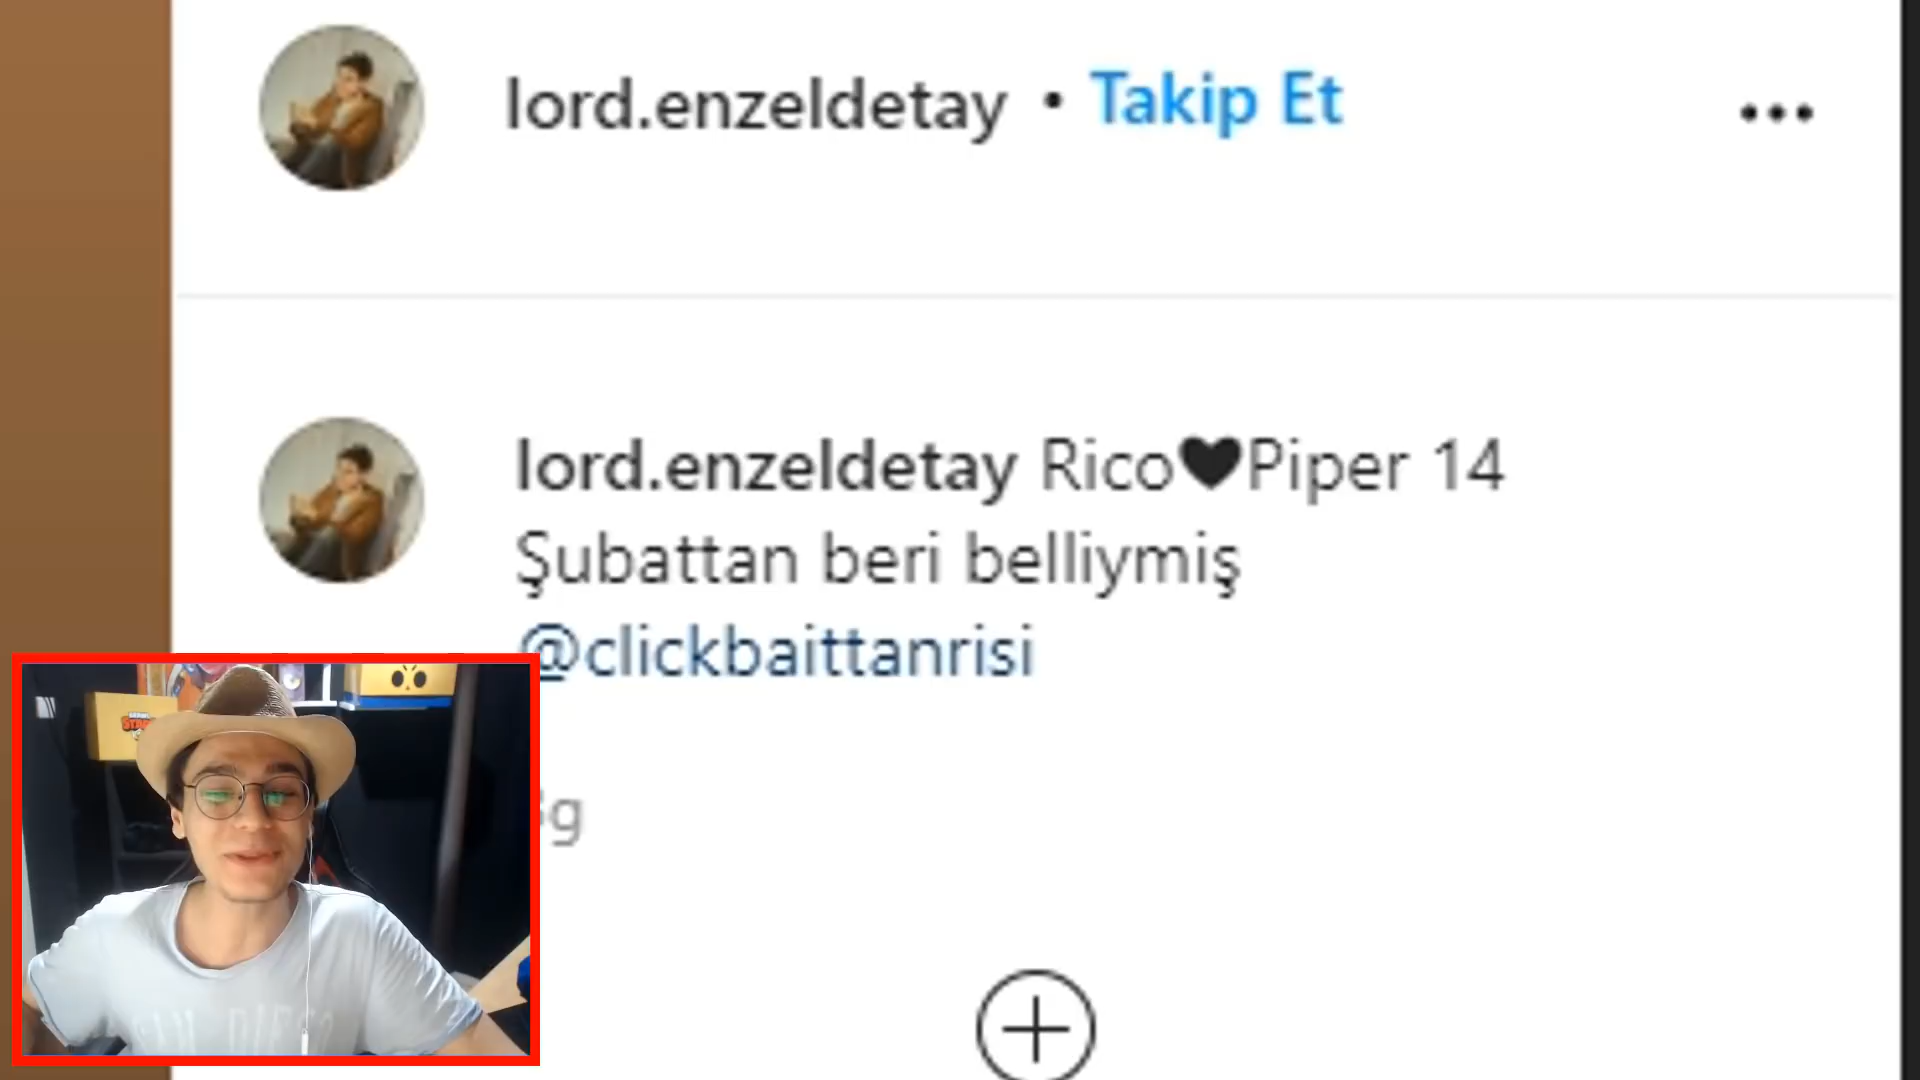 lord.enzeldetay • Takip Et
lord.enzeldetay Rico🖤Piper 14
Şubattan beri belliymiş
@clickbaittanrisi